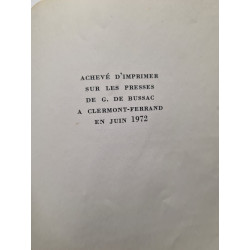 ACHEVÉ D'IMPRIMER
SUR LES PRESSES
DE G. DE BUSSAC
A CLERMONT-FERRAND
EN JUIN 1972